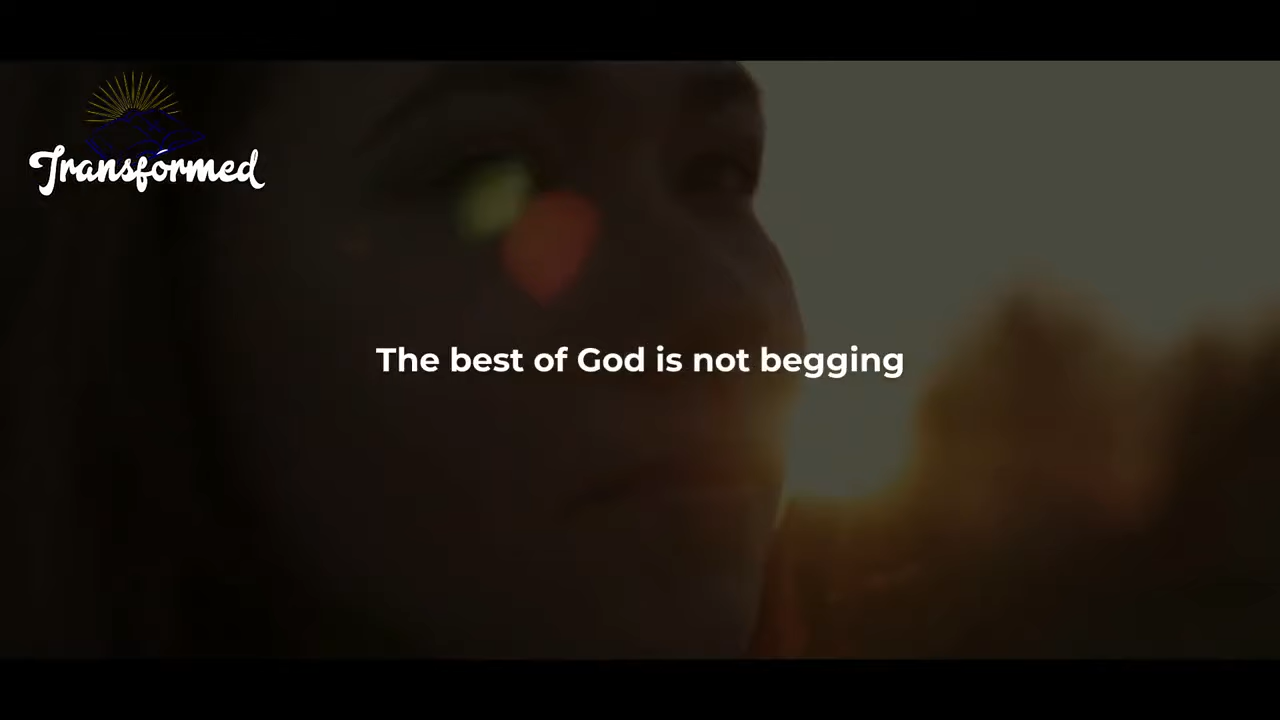 Transformed
The best of God is not begging